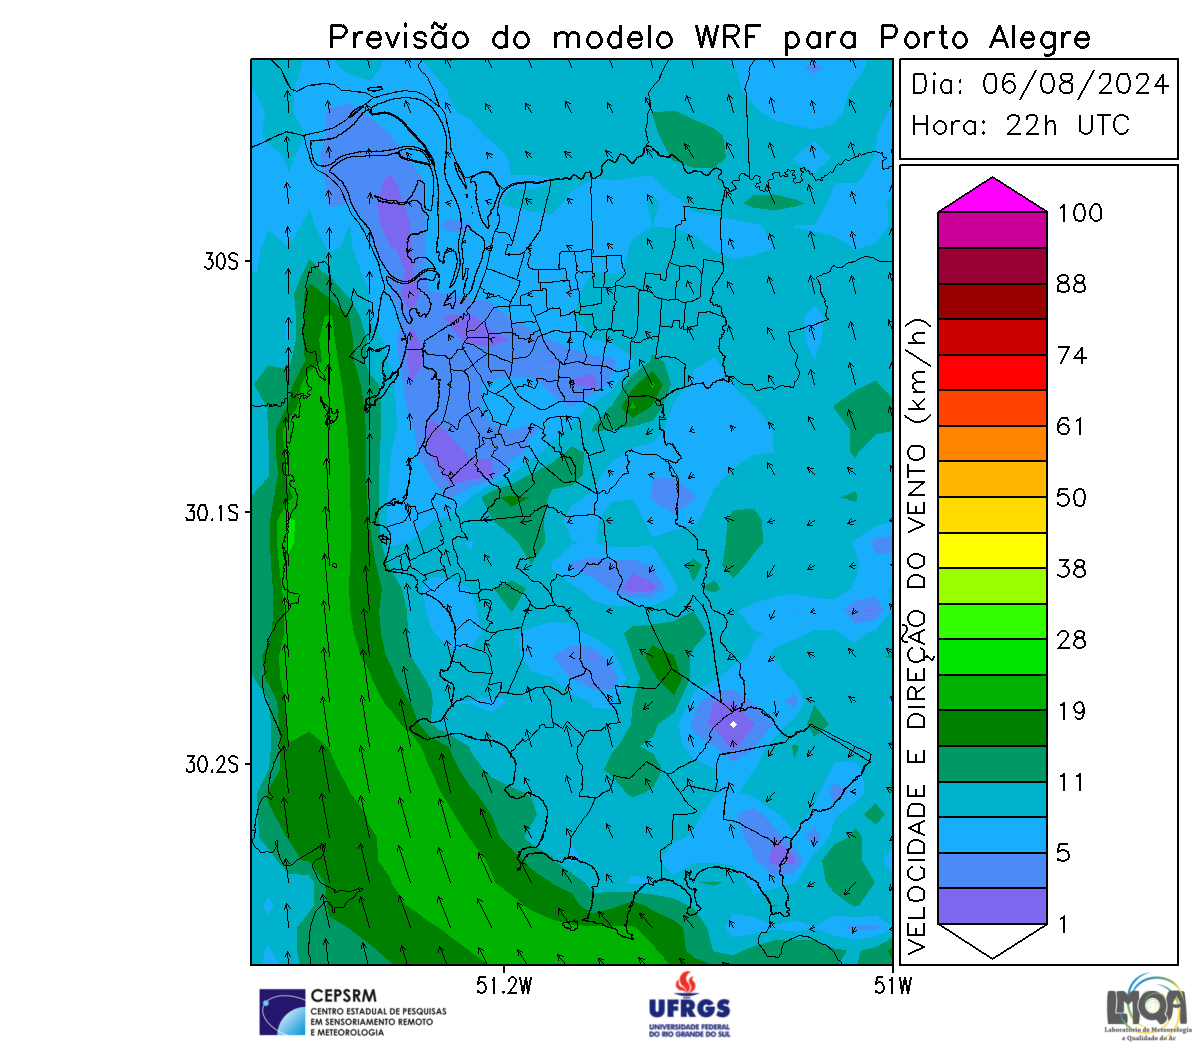 Previsão do modelo WRF para Porto Alegre
Dia: 06/08/2024
Hora: 22h UTC
30S
30.1S
30.2S
51.2W
51W
VELOCIDADE E DIREÇÃO DO VENTO (km/h)
100
88
74
61
50
38
28
19
11
5
1
CEPSRM
CENTRO ESTADUAL DE PESQUISAS
EM SENSORIAMENTO REMOTO
E METEOROLOGIA
UFRGS
UNIVERSIDADE FEDERAL
DO RIO GRANDE DO SUL
LMQA
Laboratório de Meteorologia
e Qualidade do Ar